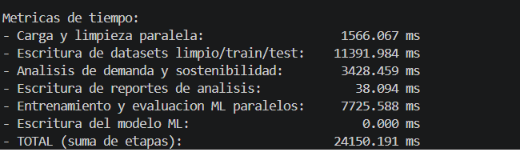 Metricas de tiempo:
- Carga y limpieza paralela: 1566.067 ms
- Escritura de datasets limpio/train/test: 11391.984 ms
- Analisis de demanda y sostenibilidad: 3428.459 ms
- Escritura de reportes de analisis: 38.094 ms
- Entrenamiento y evaluacion ML paralelos: 7725.588 ms
- Escritura del modelo ML: 0.000 ms
- TOTAL (suma de etapas): 24150.191 ms